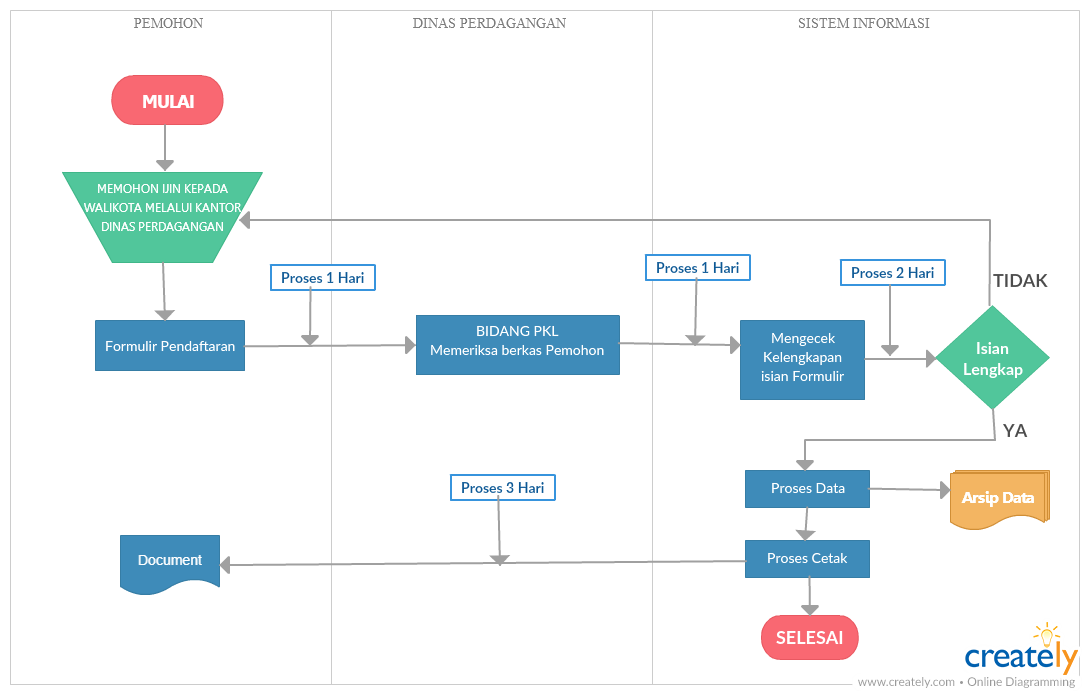 PEMOHON
DINAS PERDAGANGAN
SISTEM INFORMASI
MULAI
MEMOHON IJIN KEPADA
WALIKOTA MELALUI KANTOR
DINAS PERDAGANGAN
Proses 1 Hari
Proses 1 Hari
Proses 2 Hari
TIDAK
Formulir Pendaftaran
BIDANG PKL
Memeriksa berkas Pemohon
Mengecek
Kelengkapan
isian Formulir
Isian
Lengkap
YA
Proses 3 Hari
Proses Data
Arsip Data
Document
Proses Cetak
SELESAI
creately
www.creately.com • Online Diagramming